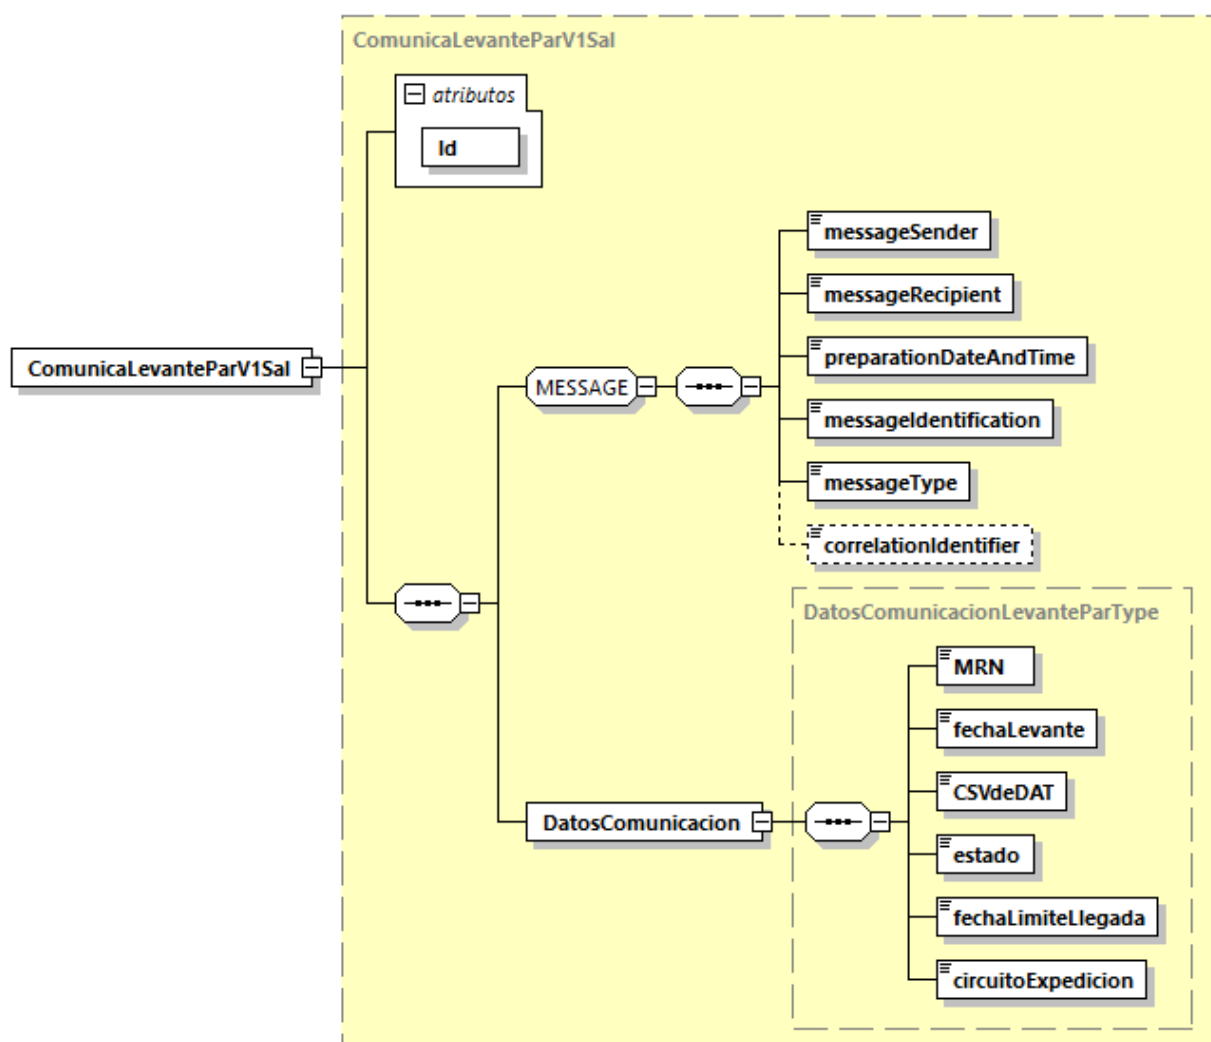 ComunicaLevanteParV1Sal
atributos
Id
messageSender
messageRecipient
ComunicaLevanteParV1Sal
preparationDateAndTime
MESSAGE
messageIdentification
messageType
correlationIdentifier
DatosComunicacionLevanteParType
MRN
fechaLevante
CSVdeDAT
DatosComunicacion
estado
fechaLimiteLlegada
circuitoExpedicion